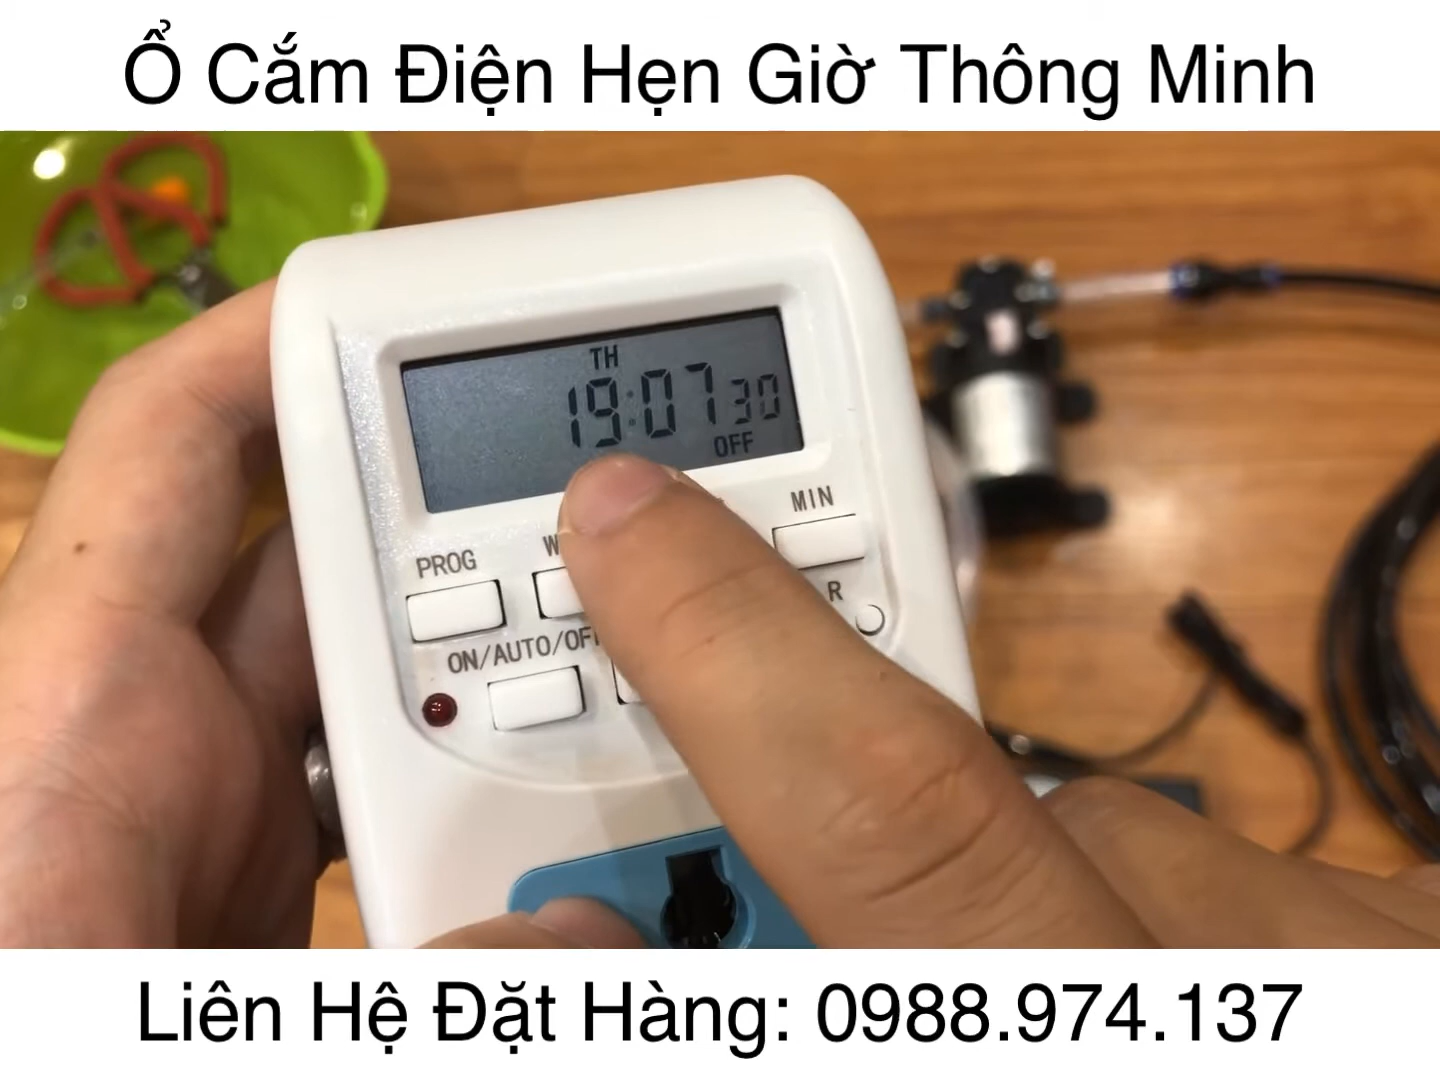 Ổ Cắm Điện Hẹn Giờ Thông Minh
TH
19:07 30
OFF
MIN
PROG
R
ON/AUTO/OFF
Liên Hệ Đặt Hàng: 0988.974.137